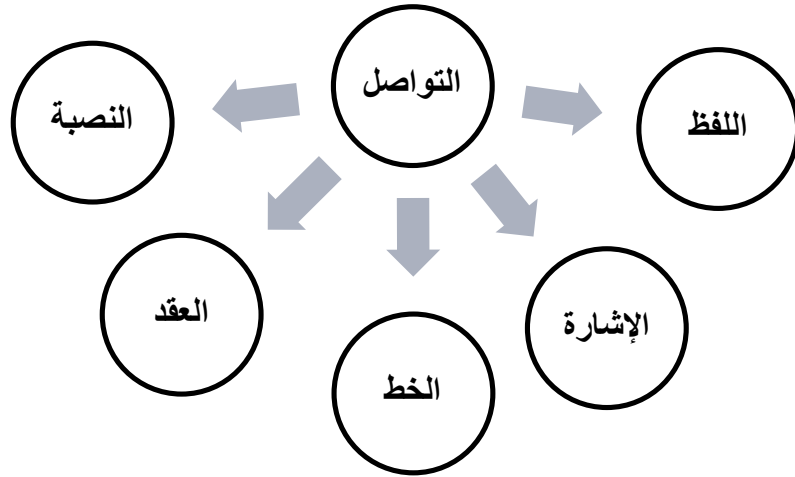 التواصل
اللفظ
الإشارة
الخط
العقد
النصبة